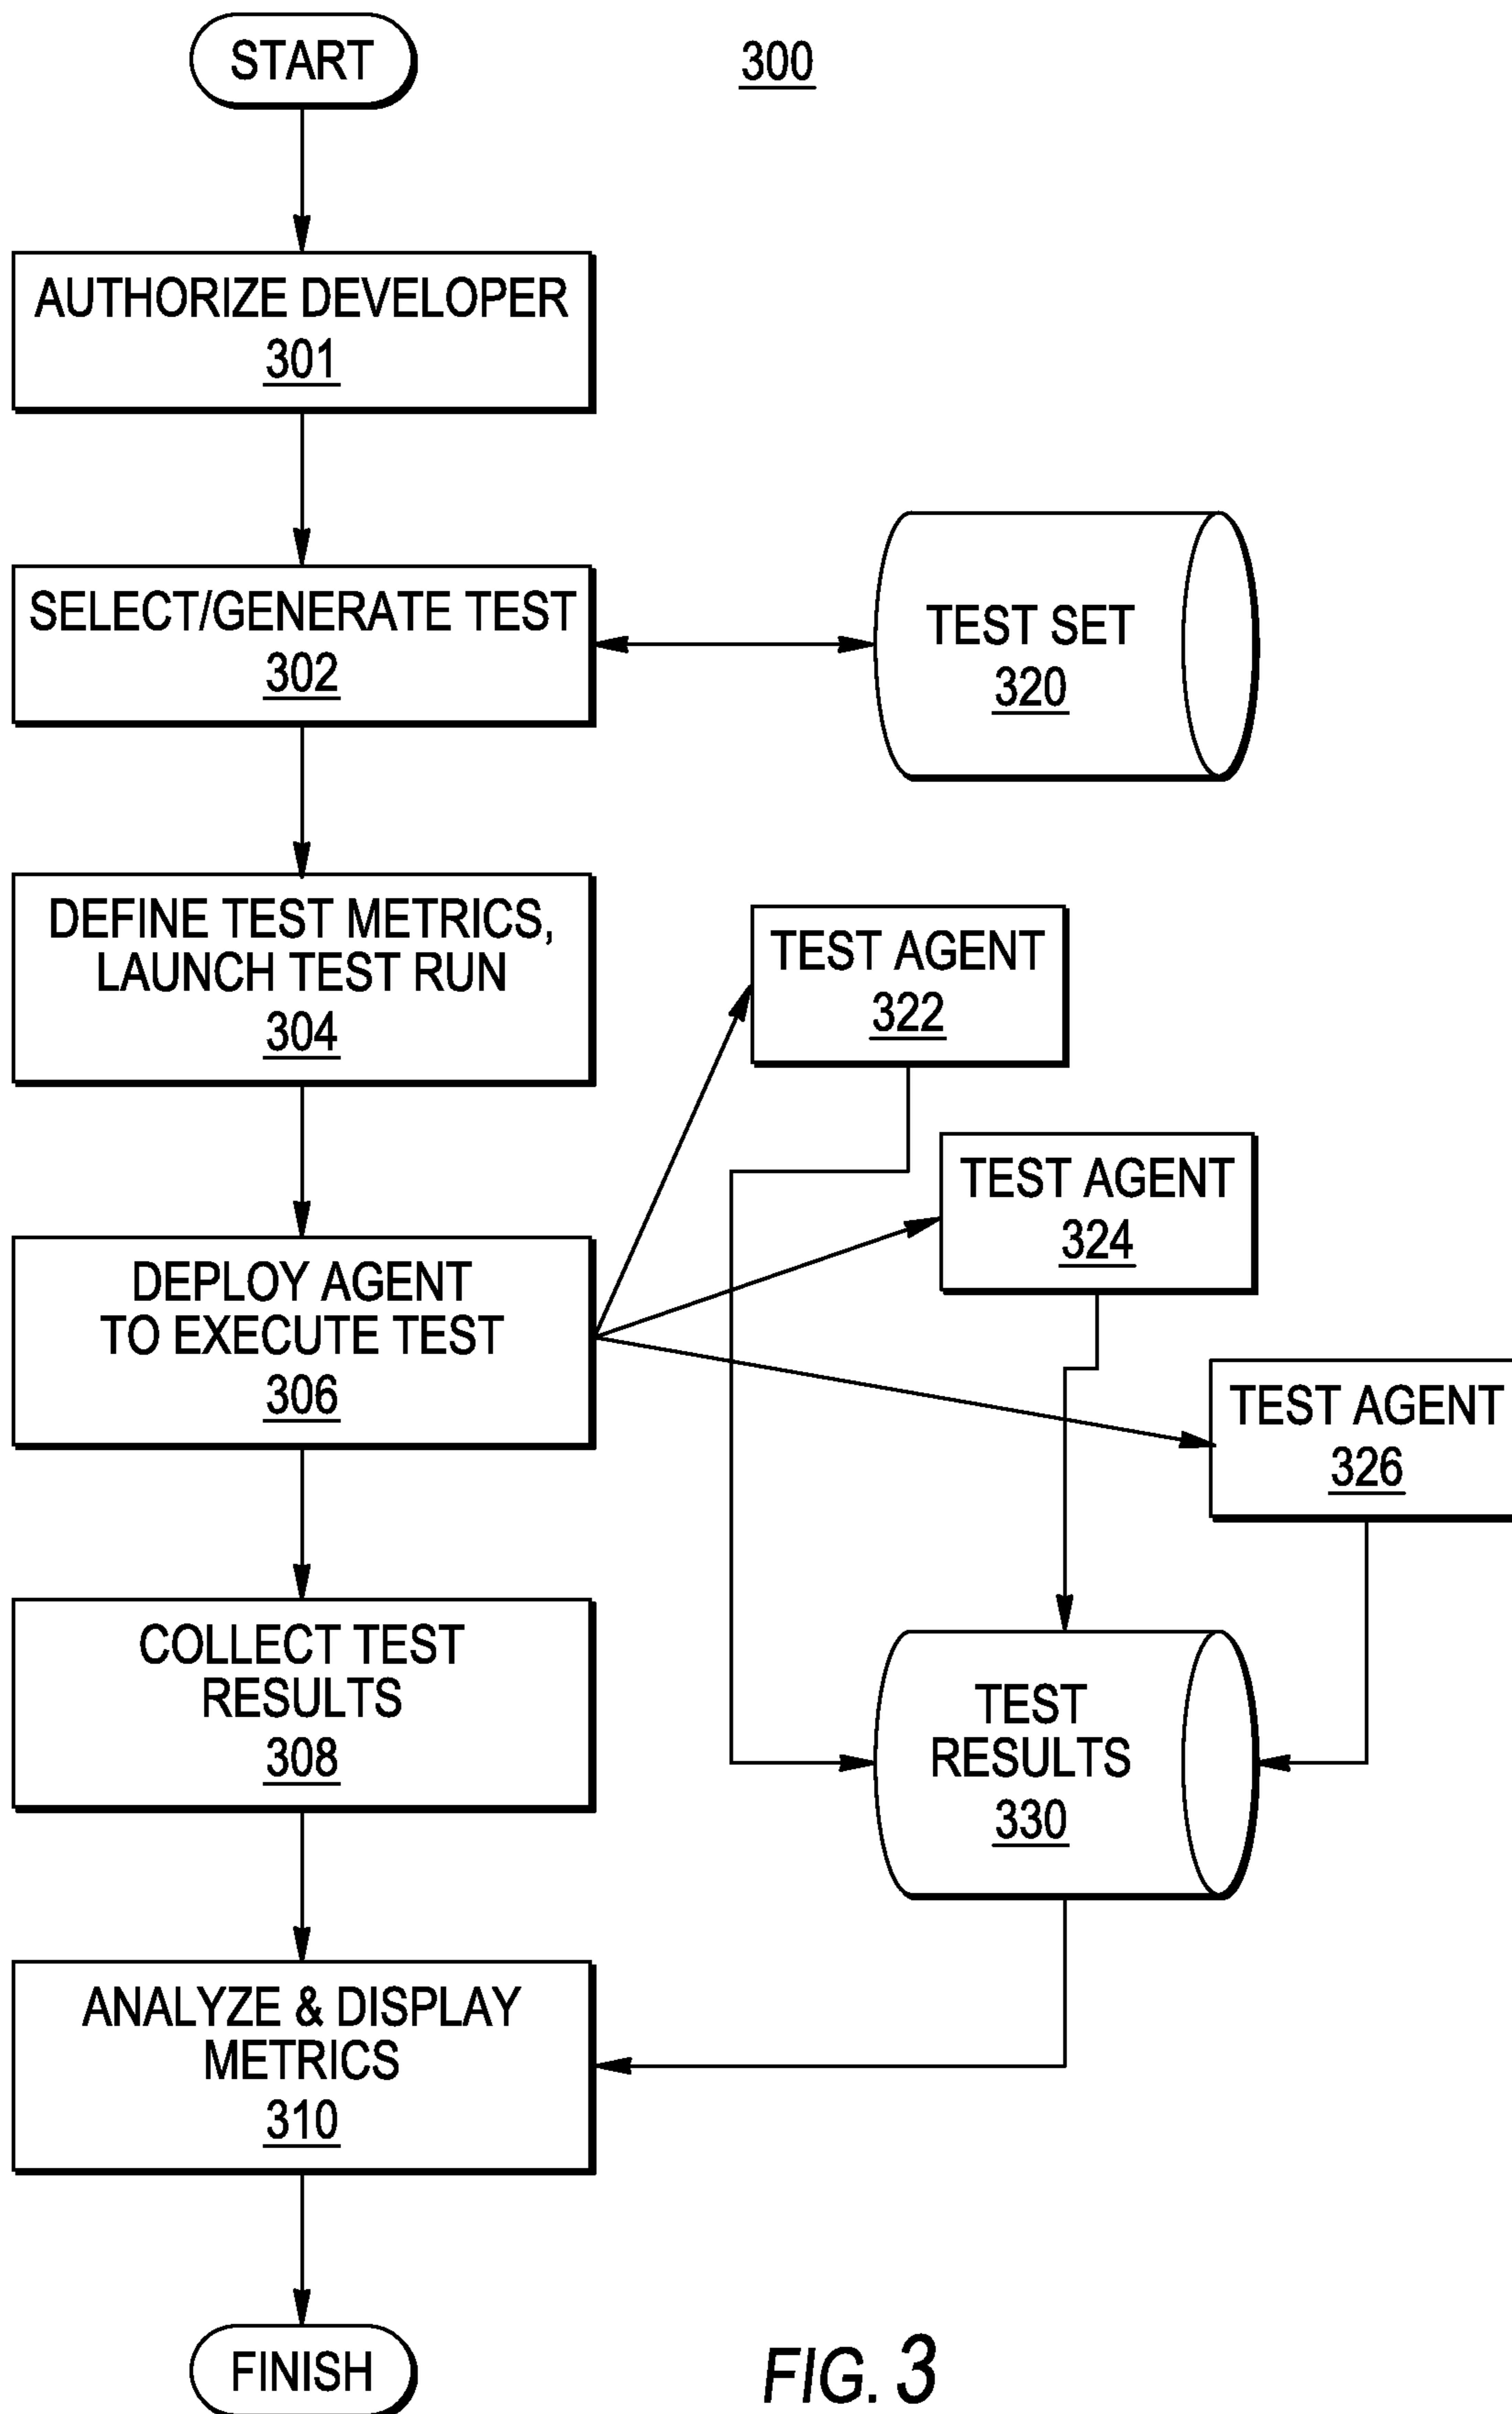 START
300
AUTHORIZE DEVELOPER
301
SELECT/GENERATE TEST
302
TEST SET
320
DEFINE TEST METRICS,
LAUNCH TEST RUN
304
TEST AGENT
322
TEST AGENT
324
DEPLOY AGENT
TO EXECUTE TEST
306
TEST AGENT
326
COLLECT TEST
RESULTS
308
TEST
RESULTS
330
ANALYZE & DISPLAY
METRICS
310
FINISH
FIG. 3